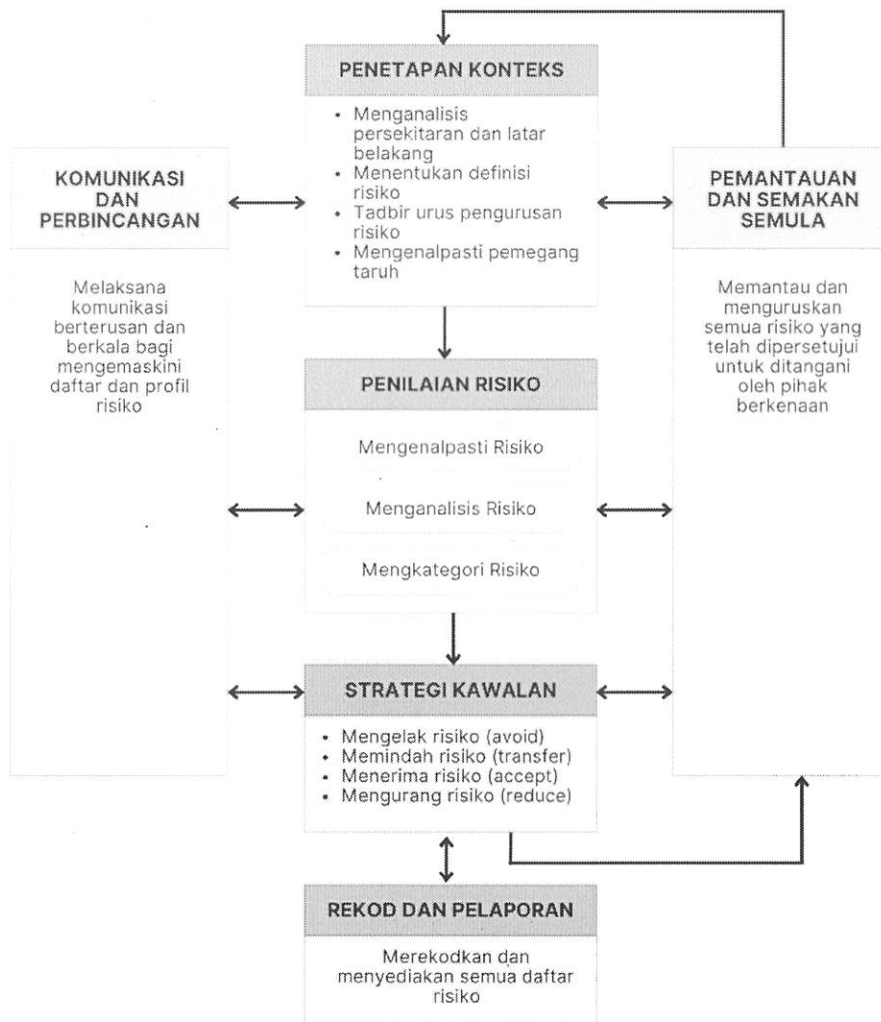 PENETAPAN KONTEKS
• Menganalisis
persekitaran dan latar
belakang
• Menentukan definisi
risiko
• Tadbir urus pengurusan
risiko
• Mengenalpasti pemegang
taruh
KOMUNIKASI
DAN
PERBINCANGAN
Melaksana
komunikasi
berterusan dan
berkala bagi
mengemaskini
daftar dan profil
risiko
PEMANTAUAN
DAN SEMAKAN
SEMULA
Memantau dan
menguruskan
semua risiko yang
telah dipersetujui
untuk ditangani
oleh pihak
berkenaan
PENILAIAN RISIKO
Mengenalpasti Risiko
Menganalisis Risiko
Mengkategori Risiko
STRATEGI KAWALAN
• Mengelak risiko (avoid)
• Memindah risiko (transfer)
• Menerima risiko (accept)
• Mengurang risiko (reduce)
REKOD DAN PELAPORAN
Merekodkan dan
menyediakan semua daftar
risiko